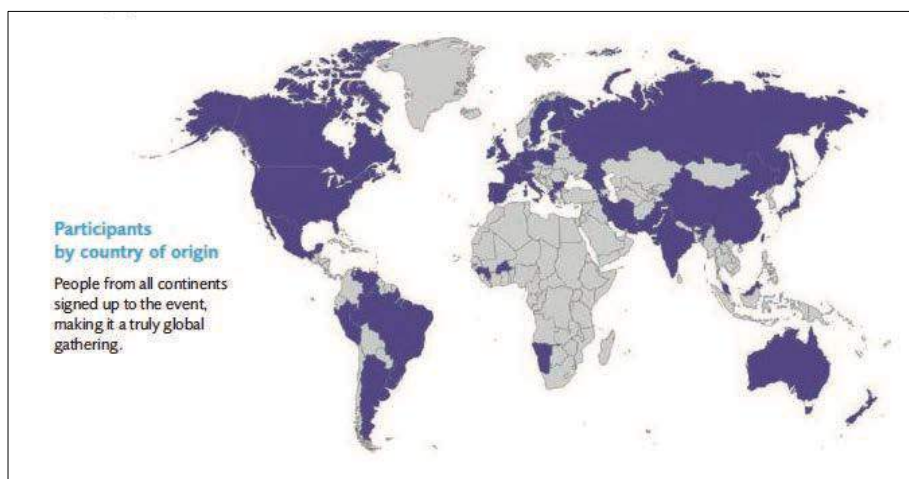 Participants
by country of origin
People from all continents
signed up to the event,
making it a truly global
gathering.